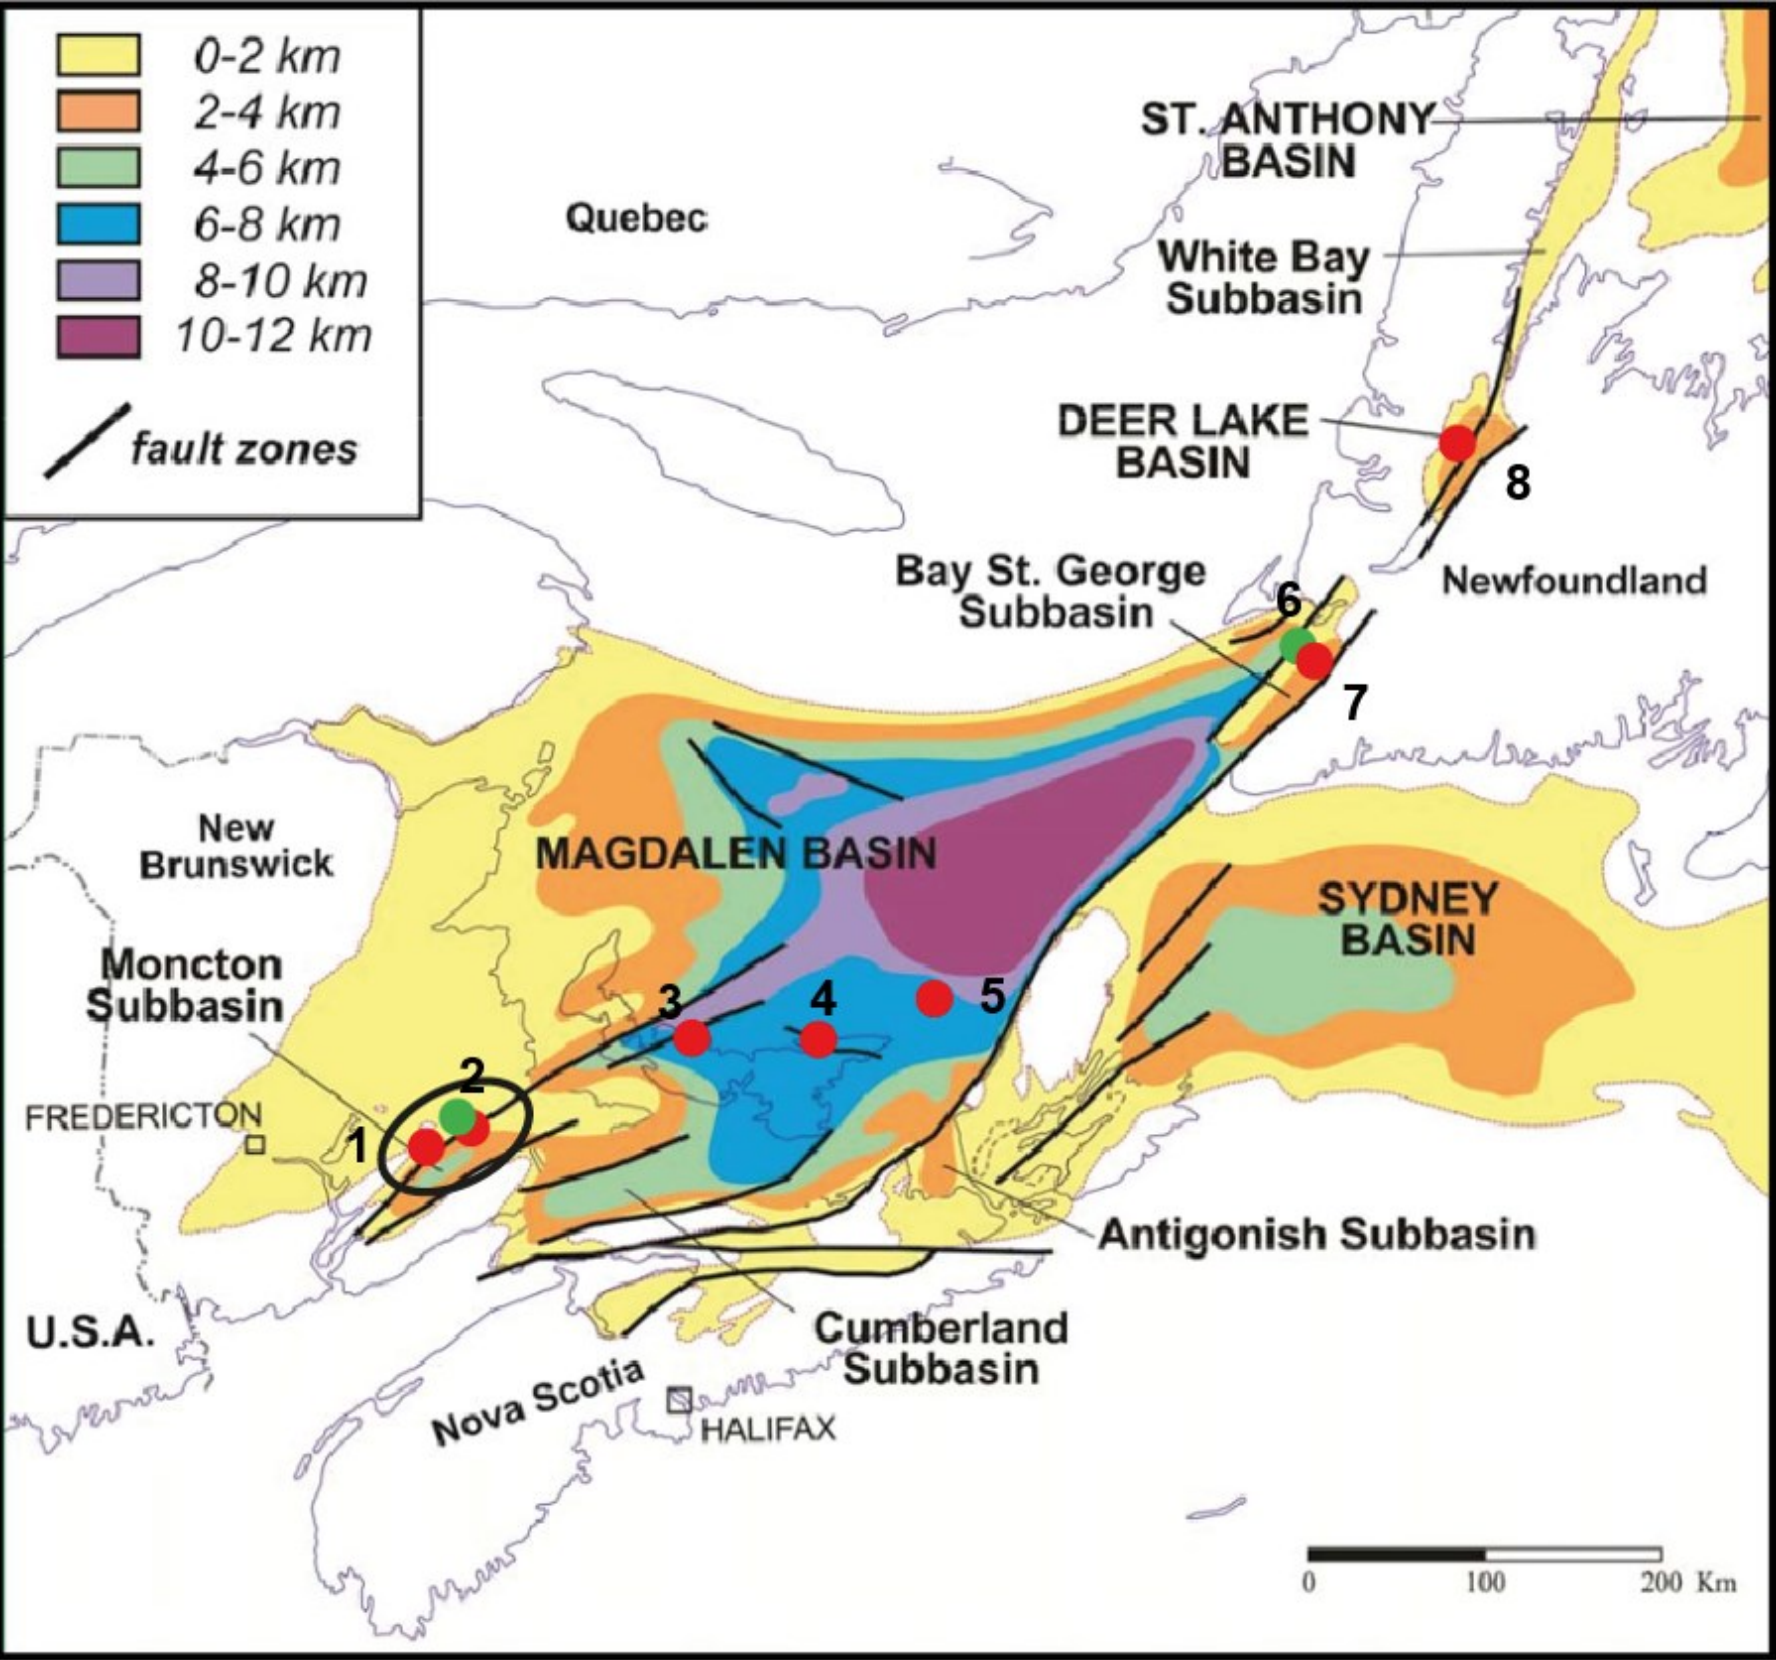 0-2 km
2-4 km
4-6 km
6-8 km
8-10 km
10-12 km
fault zones
ST. ANTHONY
BASIN
Quebec
White Bay
Subbasin
DEER LAKE
BASIN
8
Bay St. George
Subbasin
Newfoundland
6
7
New
Brunswick
MAGDALEN BASIN
SYDNEY
BASIN
Moncton
Subbasin
3
4
5
2
FREDERICTON
1
Antigonish Subbasin
U.S.A.
Cumberland
Subbasin
Nova Scotia
HALIFAX
0 100 200 Km